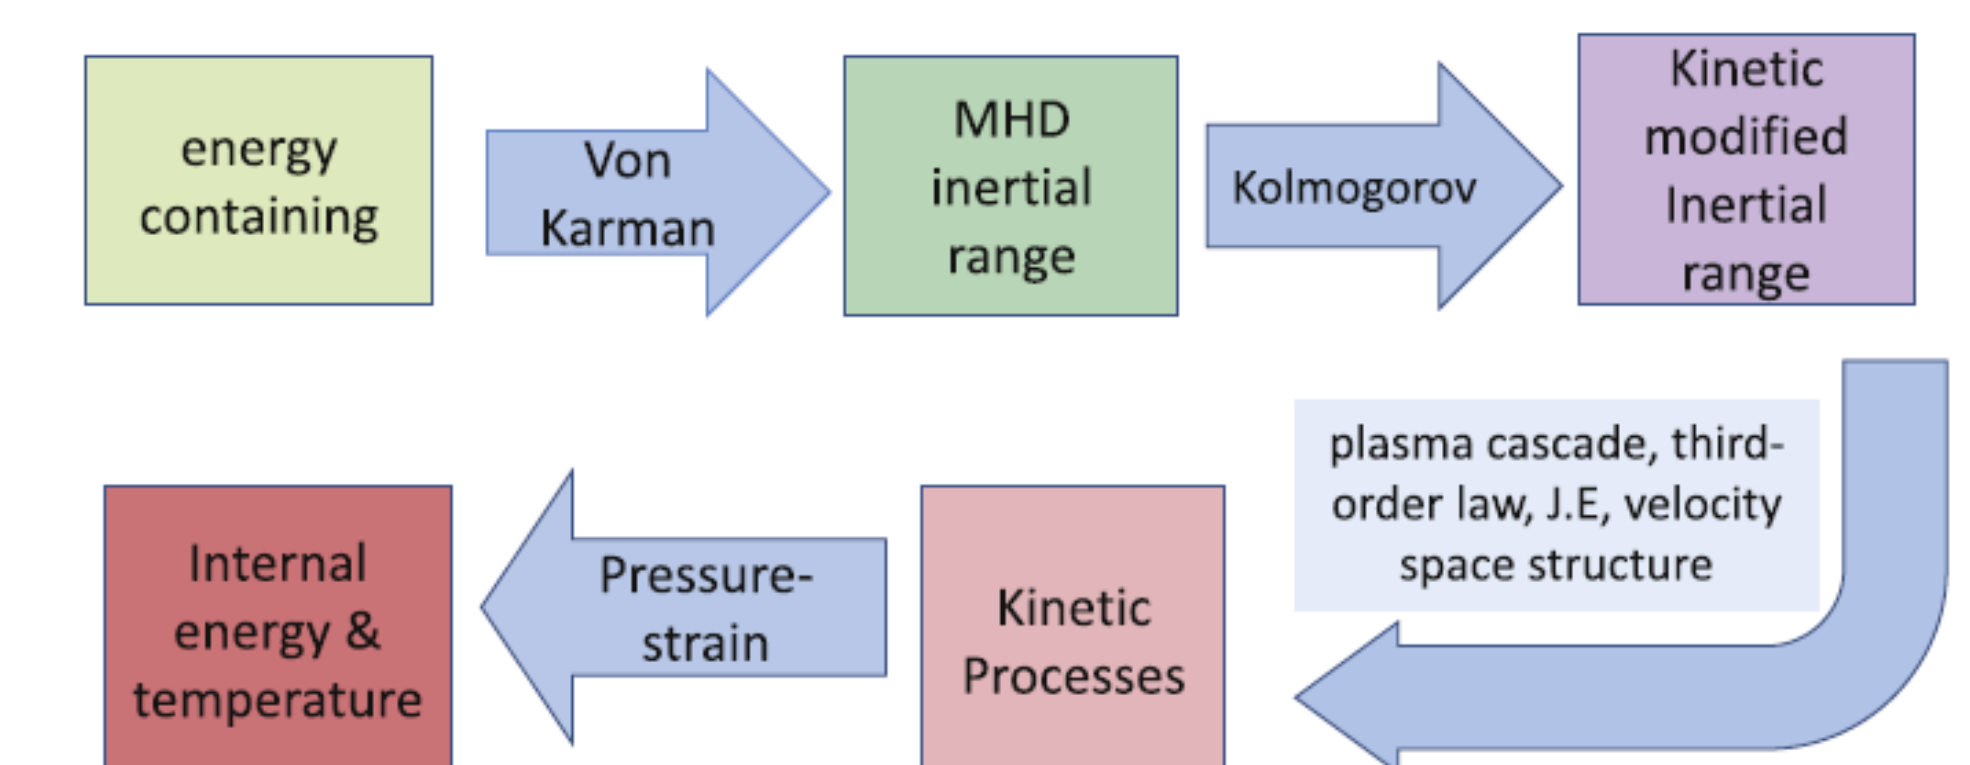 energy
containing
Von
Karman
MHD
inertial
range
Kolmogorov
Kinetic
modified
Inertial
range
plasma cascade, third-
order law, J.E, velocity
space structure
Kinetic
Processes
Pressure-
strain
Internal
energy &
temperature